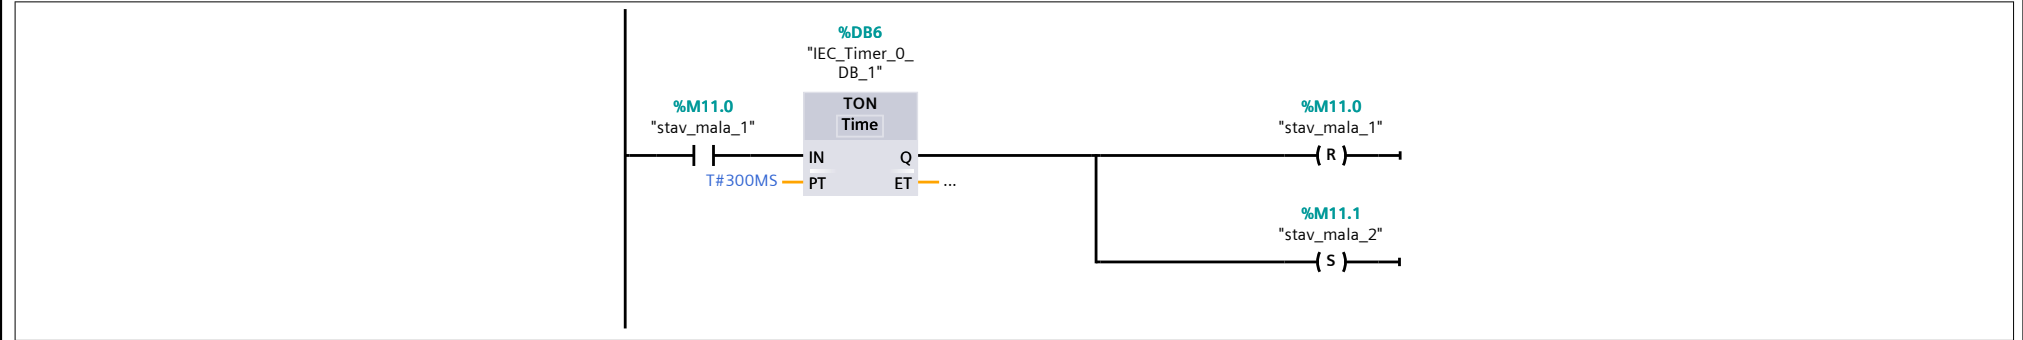 %DB6
"IEC_Timer_0_
DB_1"
%M11.0
"stav_mala_1"
TON
Time
IN
Q
T#300MS
PT
ET
...
%M11.0
"stav_mala_1"
R
%M11.1
"stav_mala_2"
S